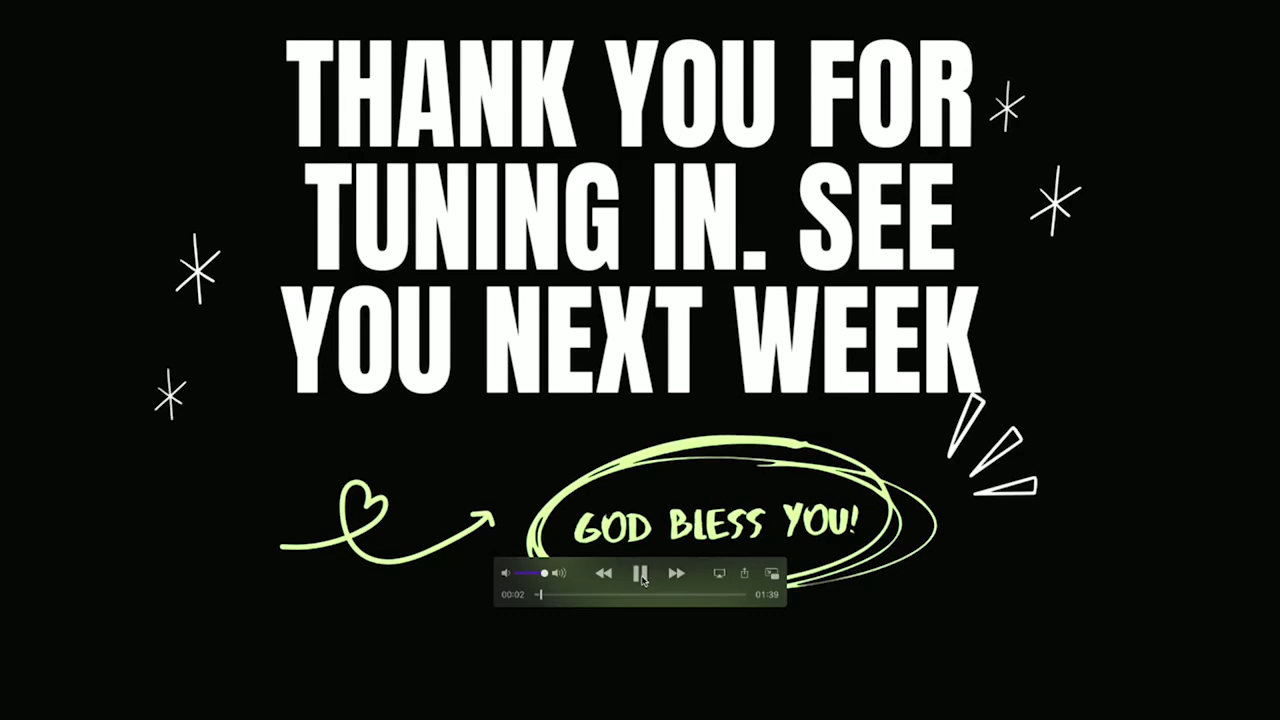 THANK YOU FOR
TUNING IN. SEE
YOU NEXT WEEK
GOD BLESS YOU!
00:02
01:39